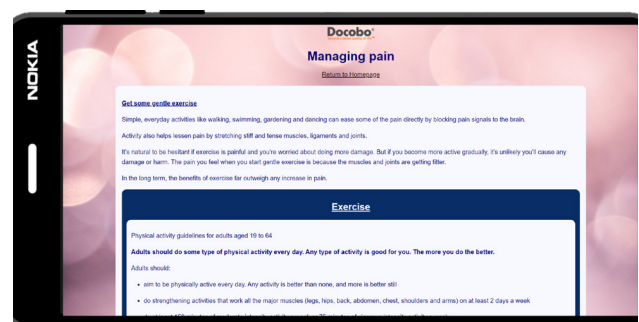 NOKIA
Docobo
Managing pain
Return to Homepage
Get some gentle exercise
Simple, everyday activities like walking, swimming, gardening and dancing can ease some of the pain directly by blocking pain signals to the brain.
Activity also helps lessen pain by stretching stiff and tense muscles, ligaments and joints.
It's natural to be hesitant if exercise is painful and you're worried about doing more damage. But if you become more active gradually, it's unlikely you'll cause any
damage or harm. The pain you feel when you start gentle exercise is because the muscles and joints are getting fitter.
In the long term, the benefits of exercise far outweigh any increase in pain.
Exercise
Physical activity guidelines for adults aged 19 to 64
Adults should do some type of physical activity every day. Any type of activity is good for you. The more you do the better.
Adults should:
• aim to be physically active every day. Any activity is better than none, and more is better still
• do strengthening activities that work all the major muscles (legs, hips, back, abdomen, chest, shoulders and arms) on at least 2 days a week